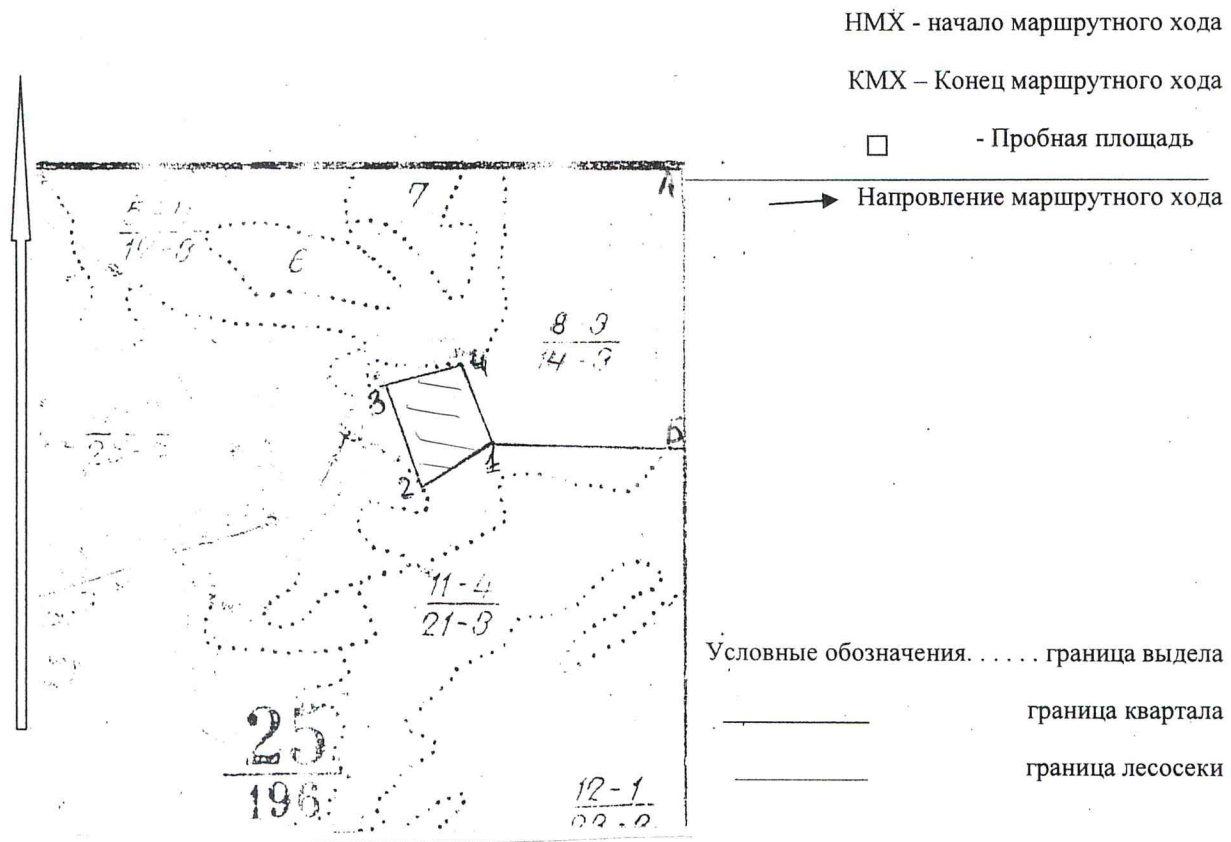 НМХ - начало маршрутного хода
КМХ – Конец маршрутного хода
- Пробная площадь
Напровление маршрутного хода
А
7
6
8-3
14-3
4
3
1
2
11-4
21-3
25
196
12-1
Условные обозначения...... граница выдела
граница квартала
граница лесосеки